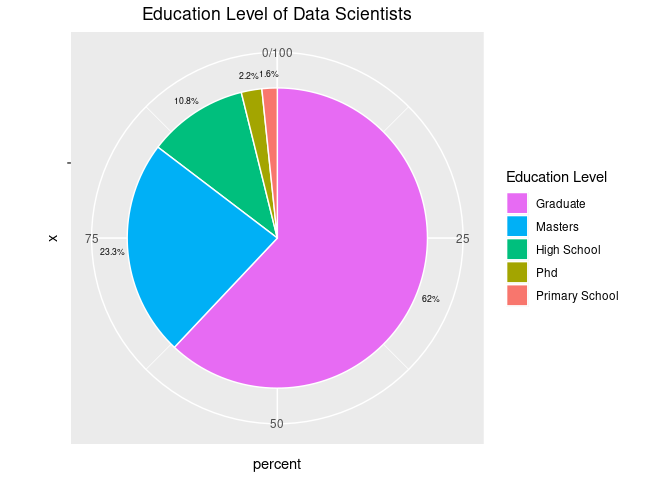 Education Level of Data Scientists
0/100
2.2%
1.6%
10.8%
x
75
25
23.3%
62%
50
percent
Education Level
Graduate
Masters
High School
Phd
Primary School